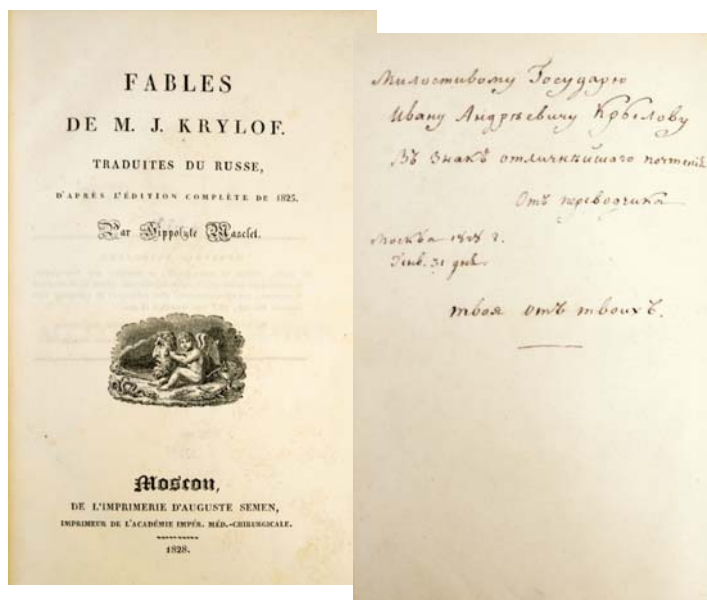 FABLES
DE M. J. KRYLOF.
TRADUITES DU RUSSE,
D'APRÈS L'ÉDITION COMPLÈTE DE 1825.
Par Hippolyte Masclet.
Moscou,
DE L'IMPRIMERIE D'AUGUSTE SEMEN,
IMPRIMEUR DE L'ACADÉMIE IMPÉR. MÉD.-CHIRURGICALE.
1828.
Милостивому Государю
Ивану Андрѣевичу Крылову
Въ знакъ отличнѣйшаго почтенія
Отъ переводчика
Москва 1828 г.
31 дня.
твоя отъ твоихъ.